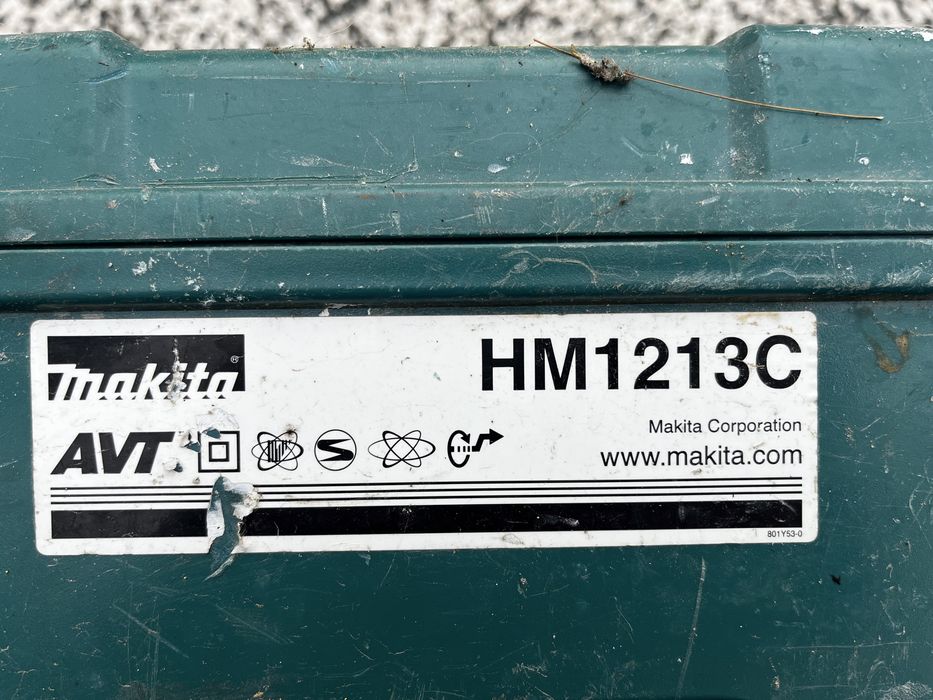 makita®
HM1213C
Makita Corporation
AVT
www.makita.com
801Y53-0